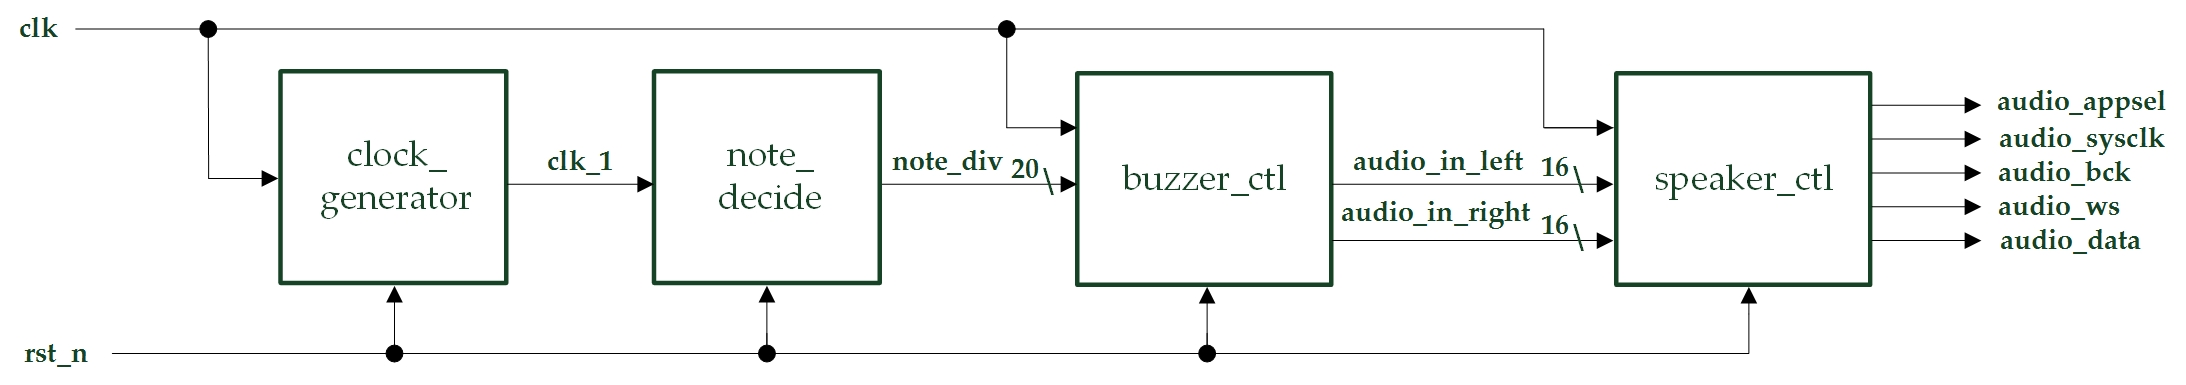 clk
clock_
generator
clk_1
note_
decide
note_div 20
buzzer_ctl
audio_in_left 16
audio_in_right 16
speaker_ctl
audio_appsel
audio_sysclk
audio_bck
audio_ws
audio_data
rst_n